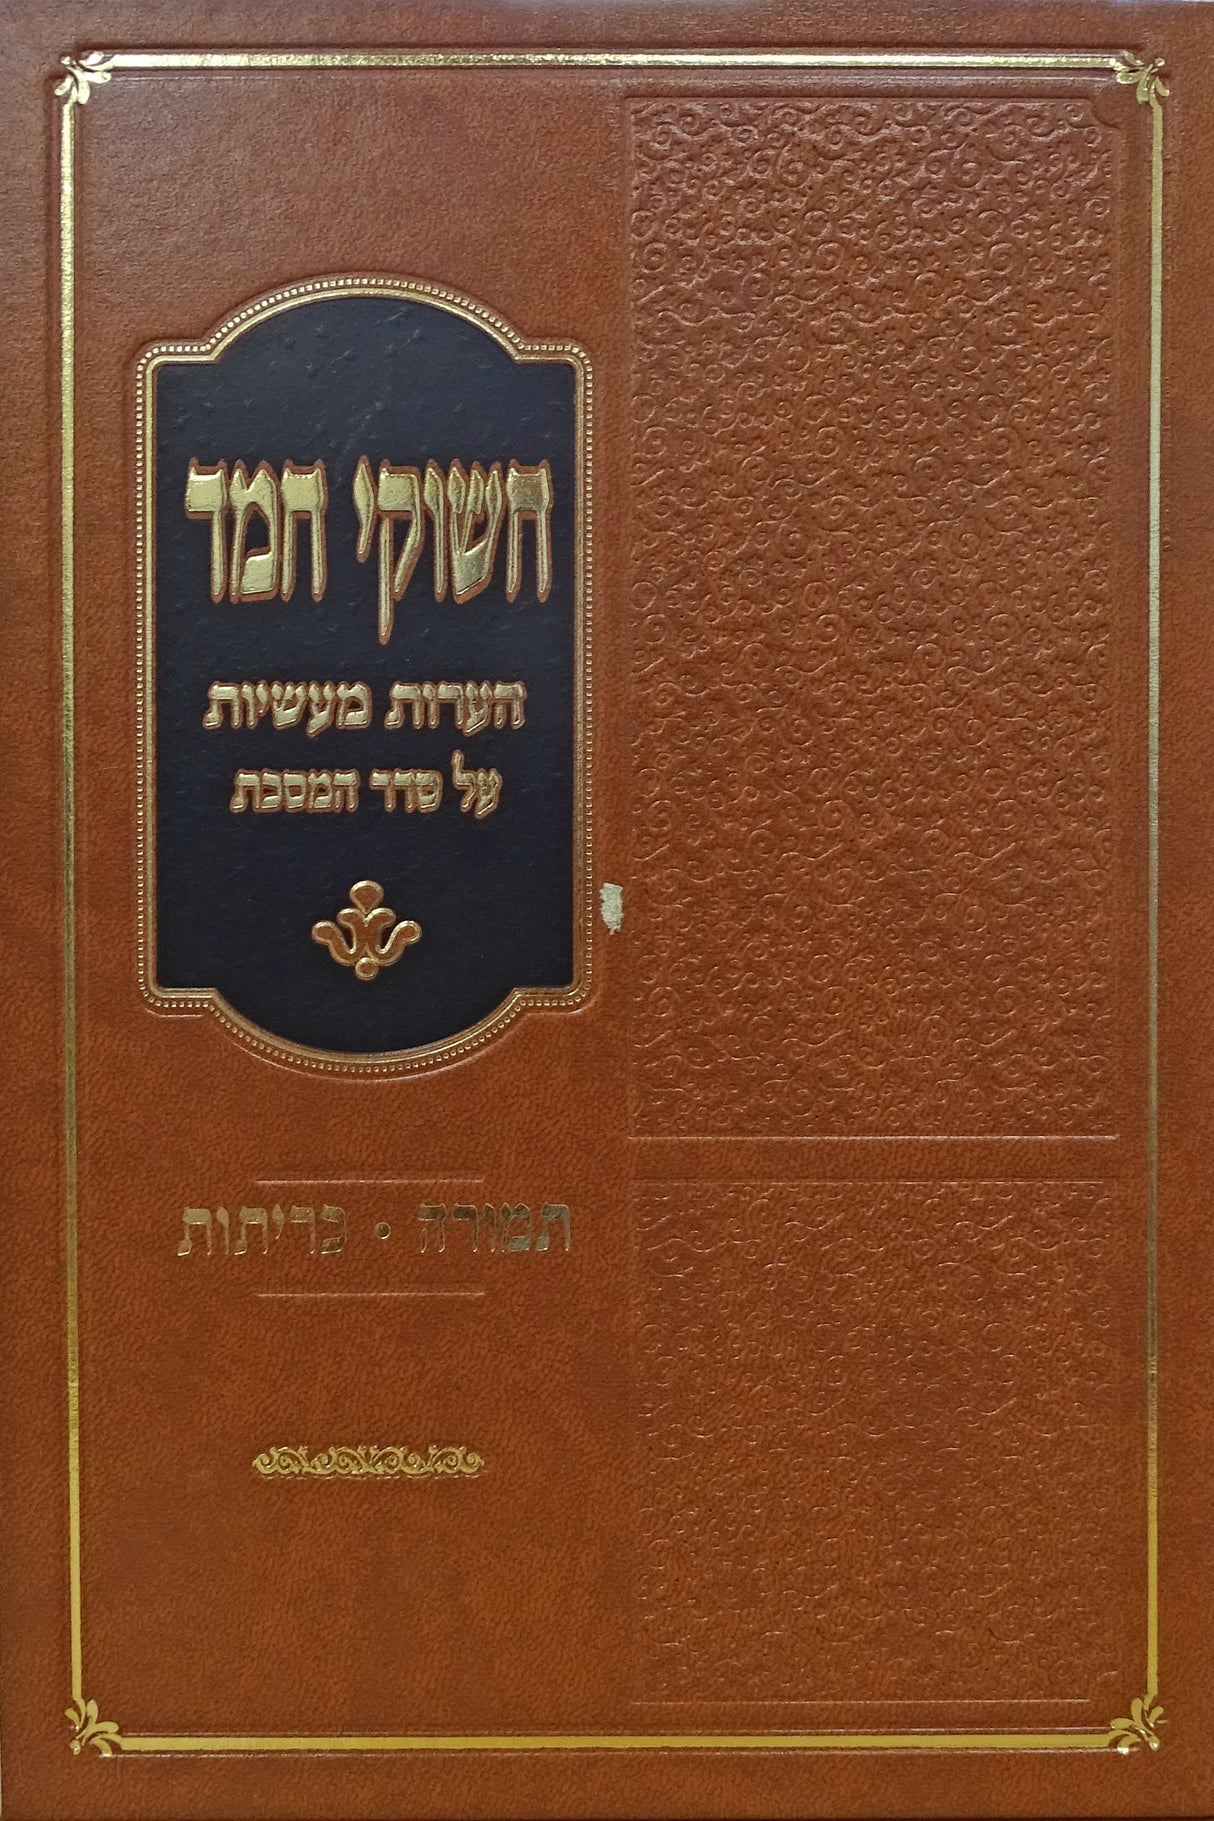 חשוקי חמד
הערות מעשיות
על סדר המסכת
תמורה • כריתות